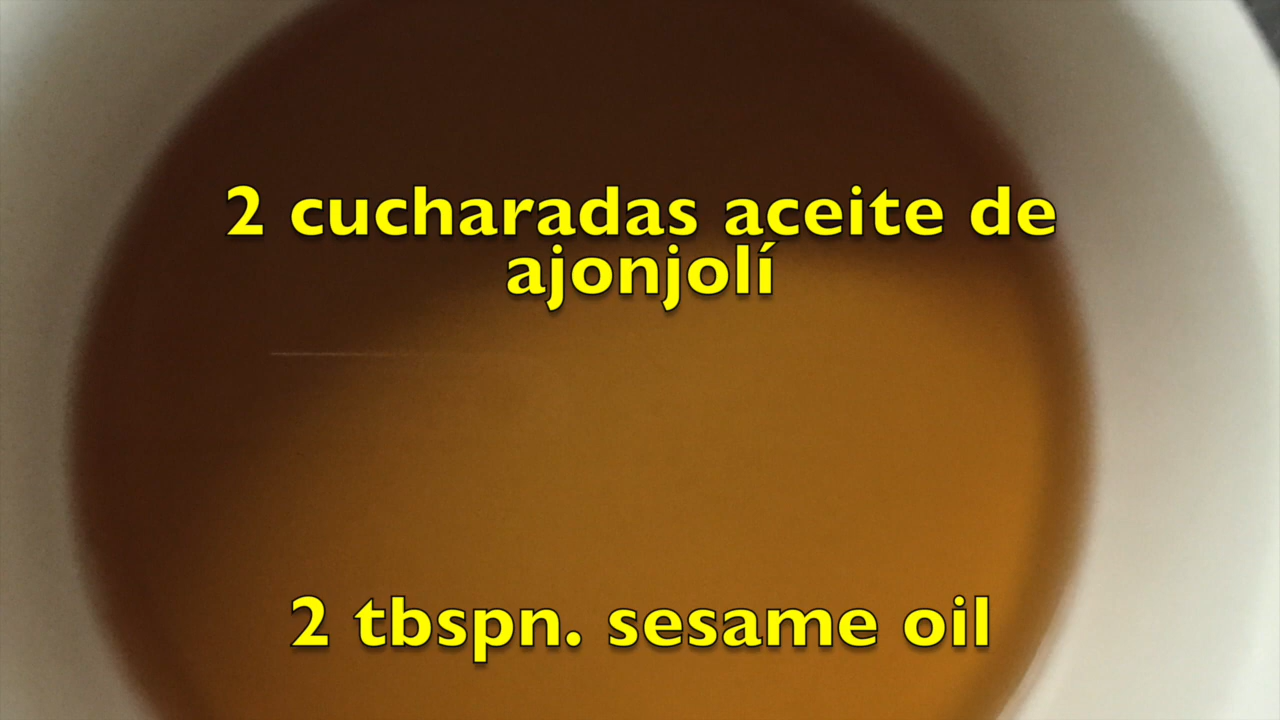 2 cucharadas aceite de
ajonjolí
2 tbspn. sesame oil